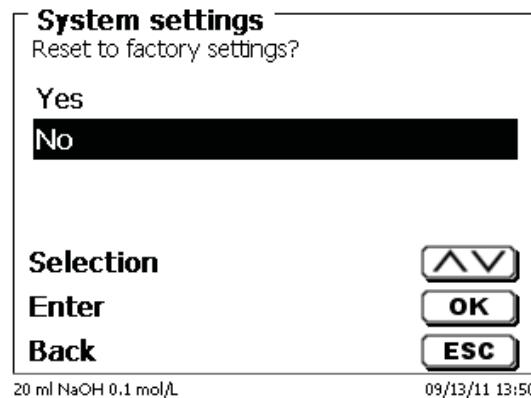 System settings
Reset to factory settings?
Yes
No
Selection
Enter OK
Back ESC
20 ml NaOH 0.1 mol/L 09/13/11 13:50